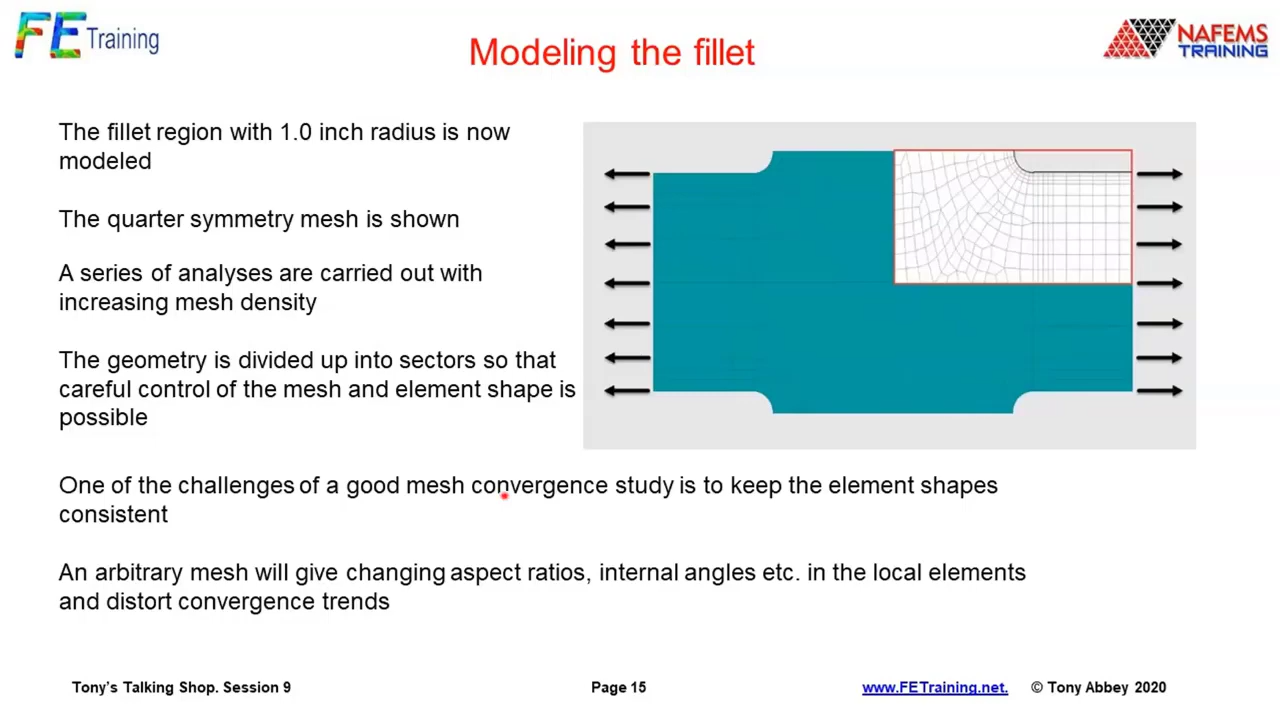 FE Training
Modeling the fillet
NAFEMS
TRAINING
The fillet region with 1.0 inch radius is now
modeled
The quarter symmetry mesh is shown
A series of analyses are carried out with
increasing mesh density
The geometry is divided up into sectors so that
careful control of the mesh and element shape is
possible
One of the challenges of a good mesh convergence study is to keep the element shapes
consistent
An arbitrary mesh will give changing aspect ratios, internal angles etc. in the local elements
and distort convergence trends
Tony's Talking Shop. Session 9
Page 15
www.FETraining.net.
© Tony Abbey 2020